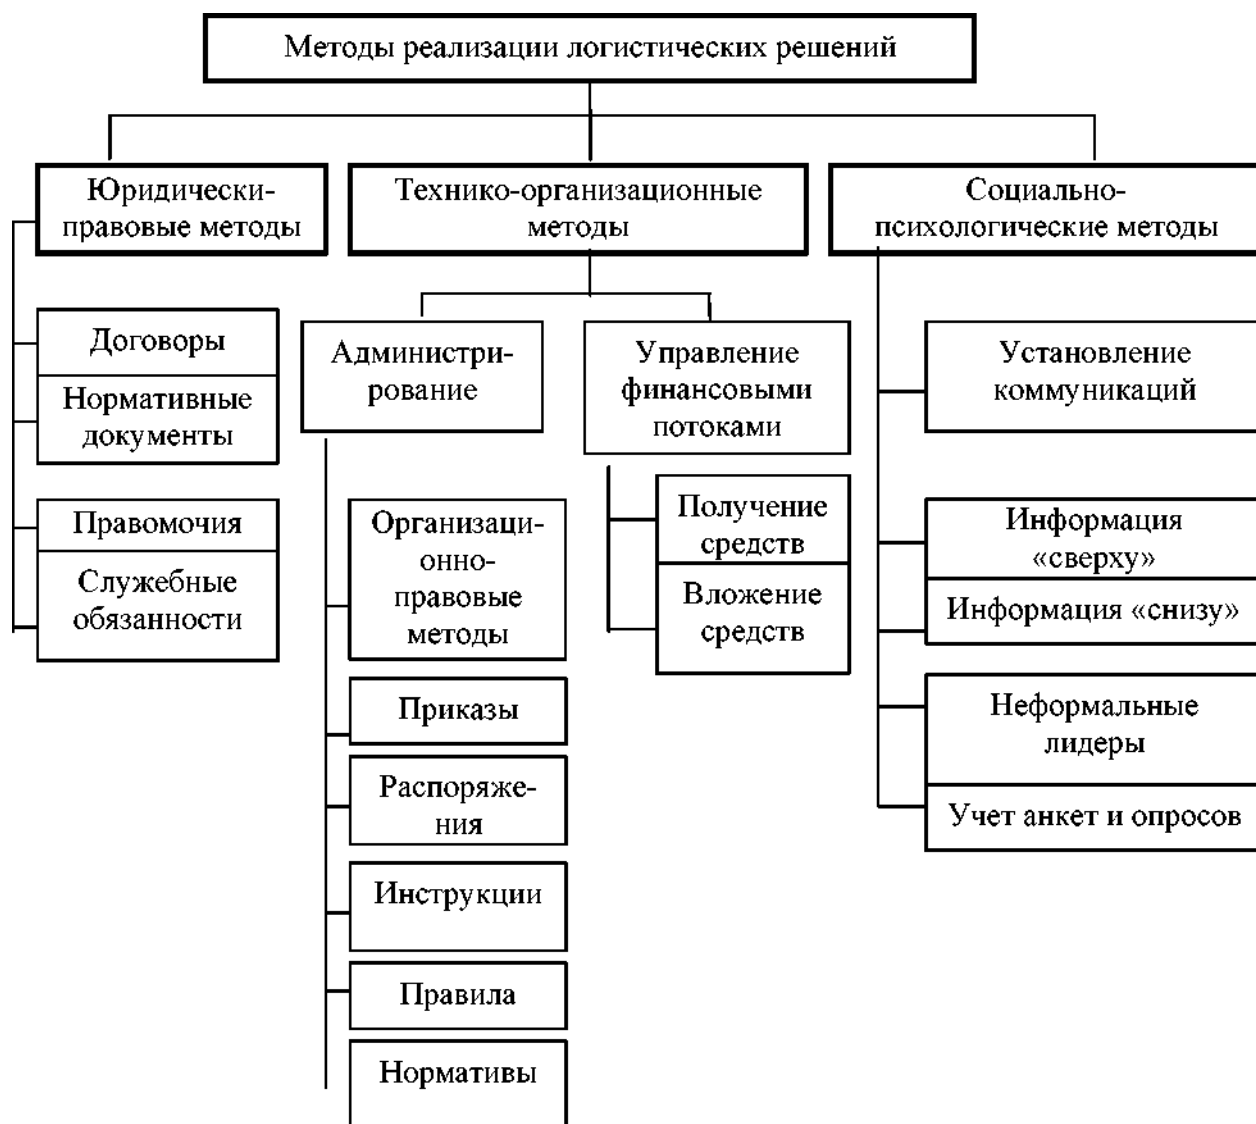 Методы реализации логистических решений
Юридически-
правовые методы
Технико-организационные
методы
Социально-
психологические методы
Договоры
Нормативные
документы
Правомочия
Служебные
обязанности
Администри-
рование
Организаци-
онно-
правовые
методы
Приказы
Распоряже-
ния
Инструкции
Правила
Нормативы
Управление
финансовыми
потоками
Получение
средств
Вложение
средств
Установление
коммуникаций
Информация
«сверху»
Информация «снизу»
Неформальные
лидеры
Учет анкет и опросов